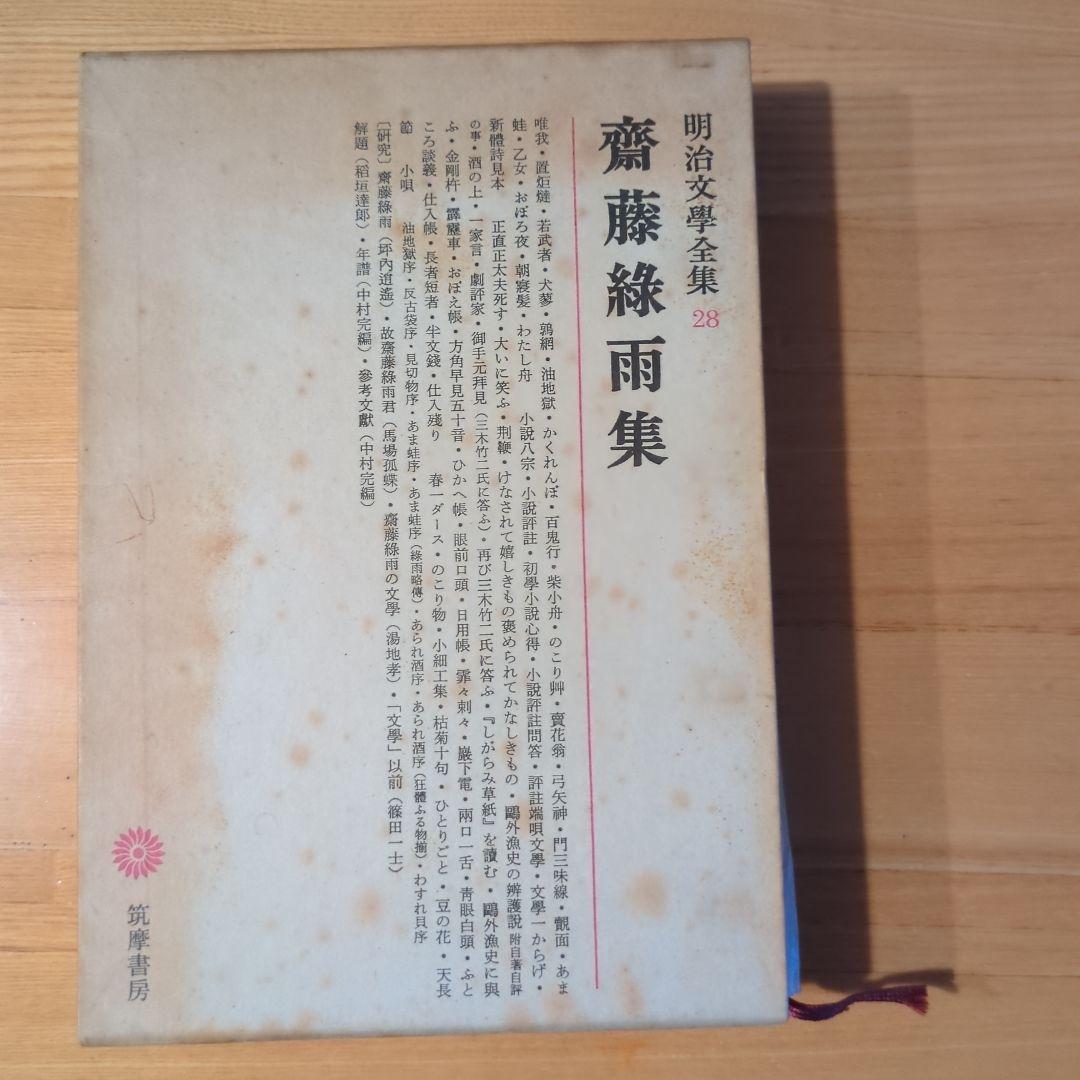 明治文學全集 28
齋藤綠雨集
唯我・置炬燵・若武者・犬蓼・鶉網・油地獄・かくれんぼ・百鬼行・柴小舟・のこり艸・賣花翁・弓矢神・門三味線・覿面・あま
蛙・乙女・おぼろ夜・朝寢髪・わたし舟　小說八宗・小說評註・初學小說心得・小說評註問答・評註端唄文學・文學一からげ・
新體詩見本　正直正太夫死す・大いに笑ふ・荆鞭・けなされて嬉しきもの褒められてかなしきもの・鷗外漁史の辨護說 附自著自評
の事・酒の上・一家言・劇評家・御手元拜見（三木竹二氏に答ふ）・再び三木竹二氏に答ふ・『しがらみ草紙』を讀む・鷗外漁史に與
ふ・金剛杵・霹靂車・おぼえ帳・方角早見五十音・ひかへ帳・眼前口頭・日用帳・霏々刺々・巖下電・兩口一舌・靑眼白頭・ふと
ころ談義・仕入帳・長者短者・半文錢・仕入殘り　春一ダース・のこり物・小細工集・枯菊十句・ひとりごと・豆の花・天長
節　小唄　油地獄序・反古袋序・見切物序・あま蛙序・あま蛙序（綠雨略傳）・あられ酒序・あられ酒序（狂體ふる物揃）・わすれ貝序
〔硏究〕齋藤綠雨（坪內逍遙）・故齋藤綠雨君（馬場孤蝶）・齋藤綠雨の文學（湯地孝）・「文學」以前（篠田一士）
解題（稻垣達郞）・年譜（中村完編）・參考文獻（中村完編）
筑摩書房